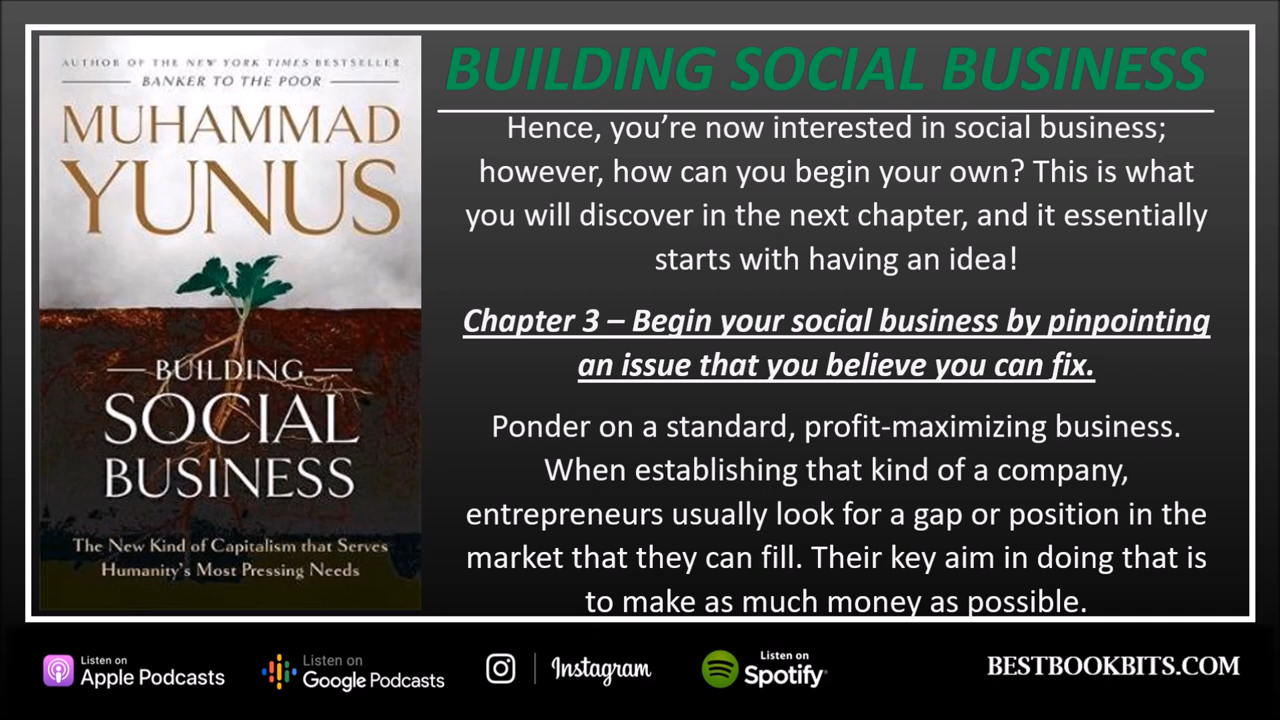 AUTHOR OF THE NEW YORK TIMES BESTSELLER
BANKER TO THE POOR
MUHAMMAD
YUNUS
BUILDING
SOCIAL
BUSINESS
The New Kind of Capitalism that Serves
Humanity's Most Pressing Needs
BUILDING SOCIAL BUSINESS
Hence, you’re now interested in social business;
however, how can you begin your own? This is what
you will discover in the next chapter, and it essentially
starts with having an idea!
Chapter 3 – Begin your social business by pinpointing
an issue that you believe you can fix.
Ponder on a standard, profit-maximizing business.
When establishing that kind of a company,
entrepreneurs usually look for a gap or position in the
market that they can fill. Their key aim in doing that is
to make as much money as possible.
Listen on
Apple Podcasts
Listen on
Google Podcasts
Instagram
Listen on
Spotify
BESTBOOKBITS.COM